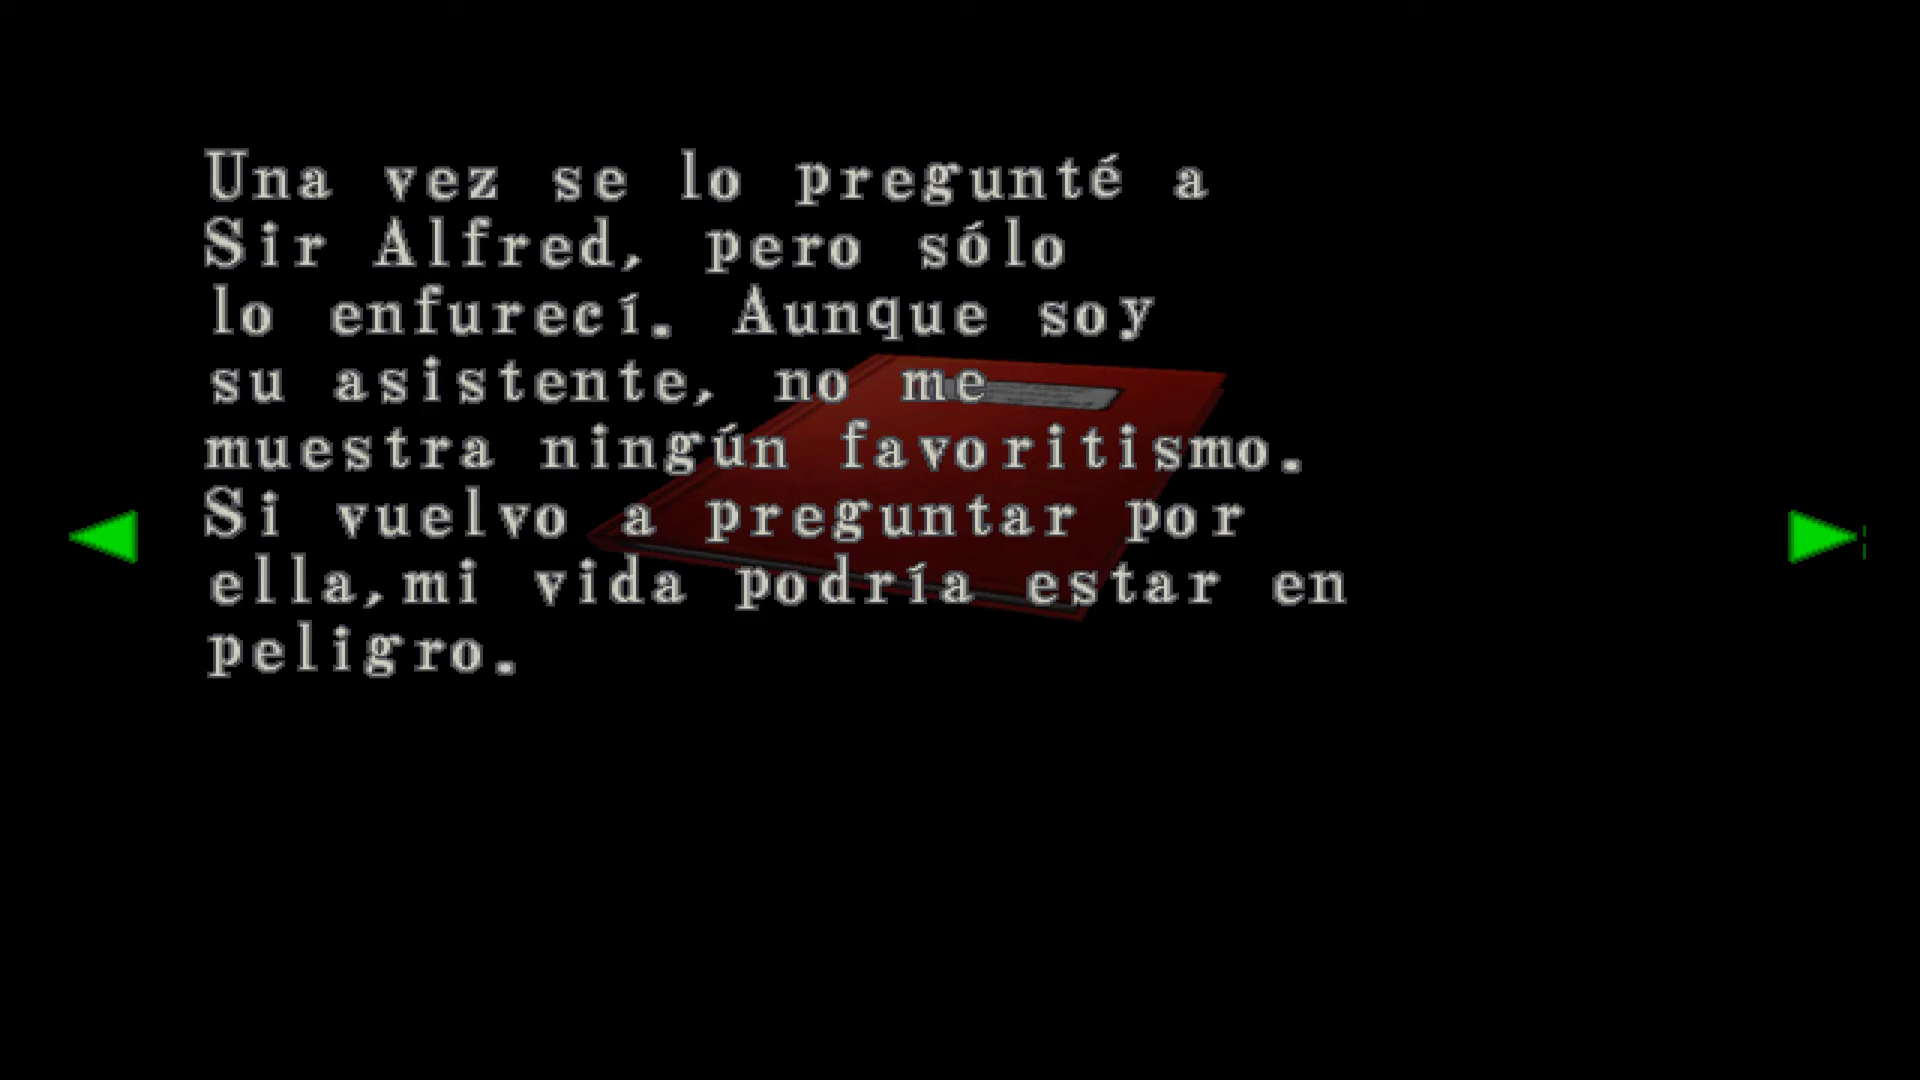 Una vez se lo pregunté a
Sir Alfred, pero sólo
lo enfurecí. Aunque soy
su asistente, no me
muestra ningún favoritismo.
Si vuelvo a preguntar por
ella,mi vida podría estar en
peligro.